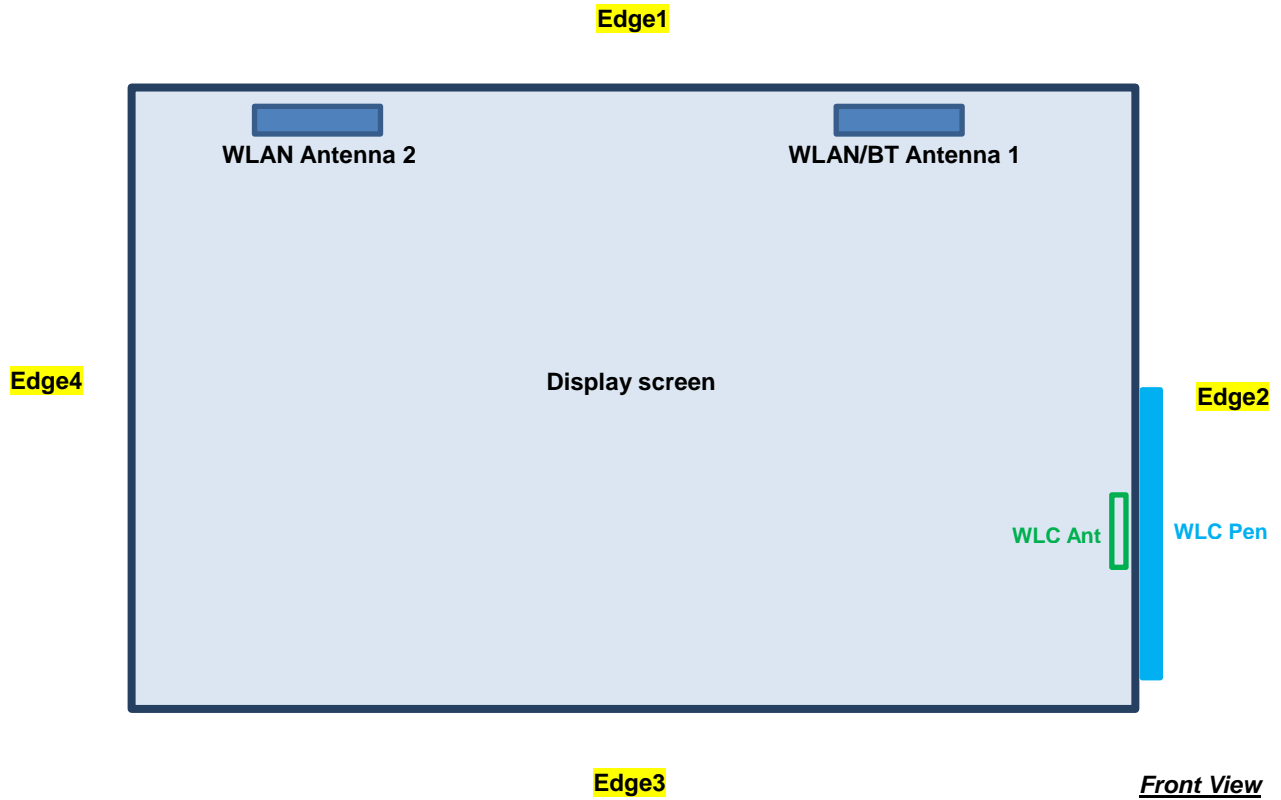 Edge1
WLAN Antenna 2
WLAN/BT Antenna 1
Edge4
Display screen
Edge2
WLC Ant
WLC Pen
Edge3
Front View